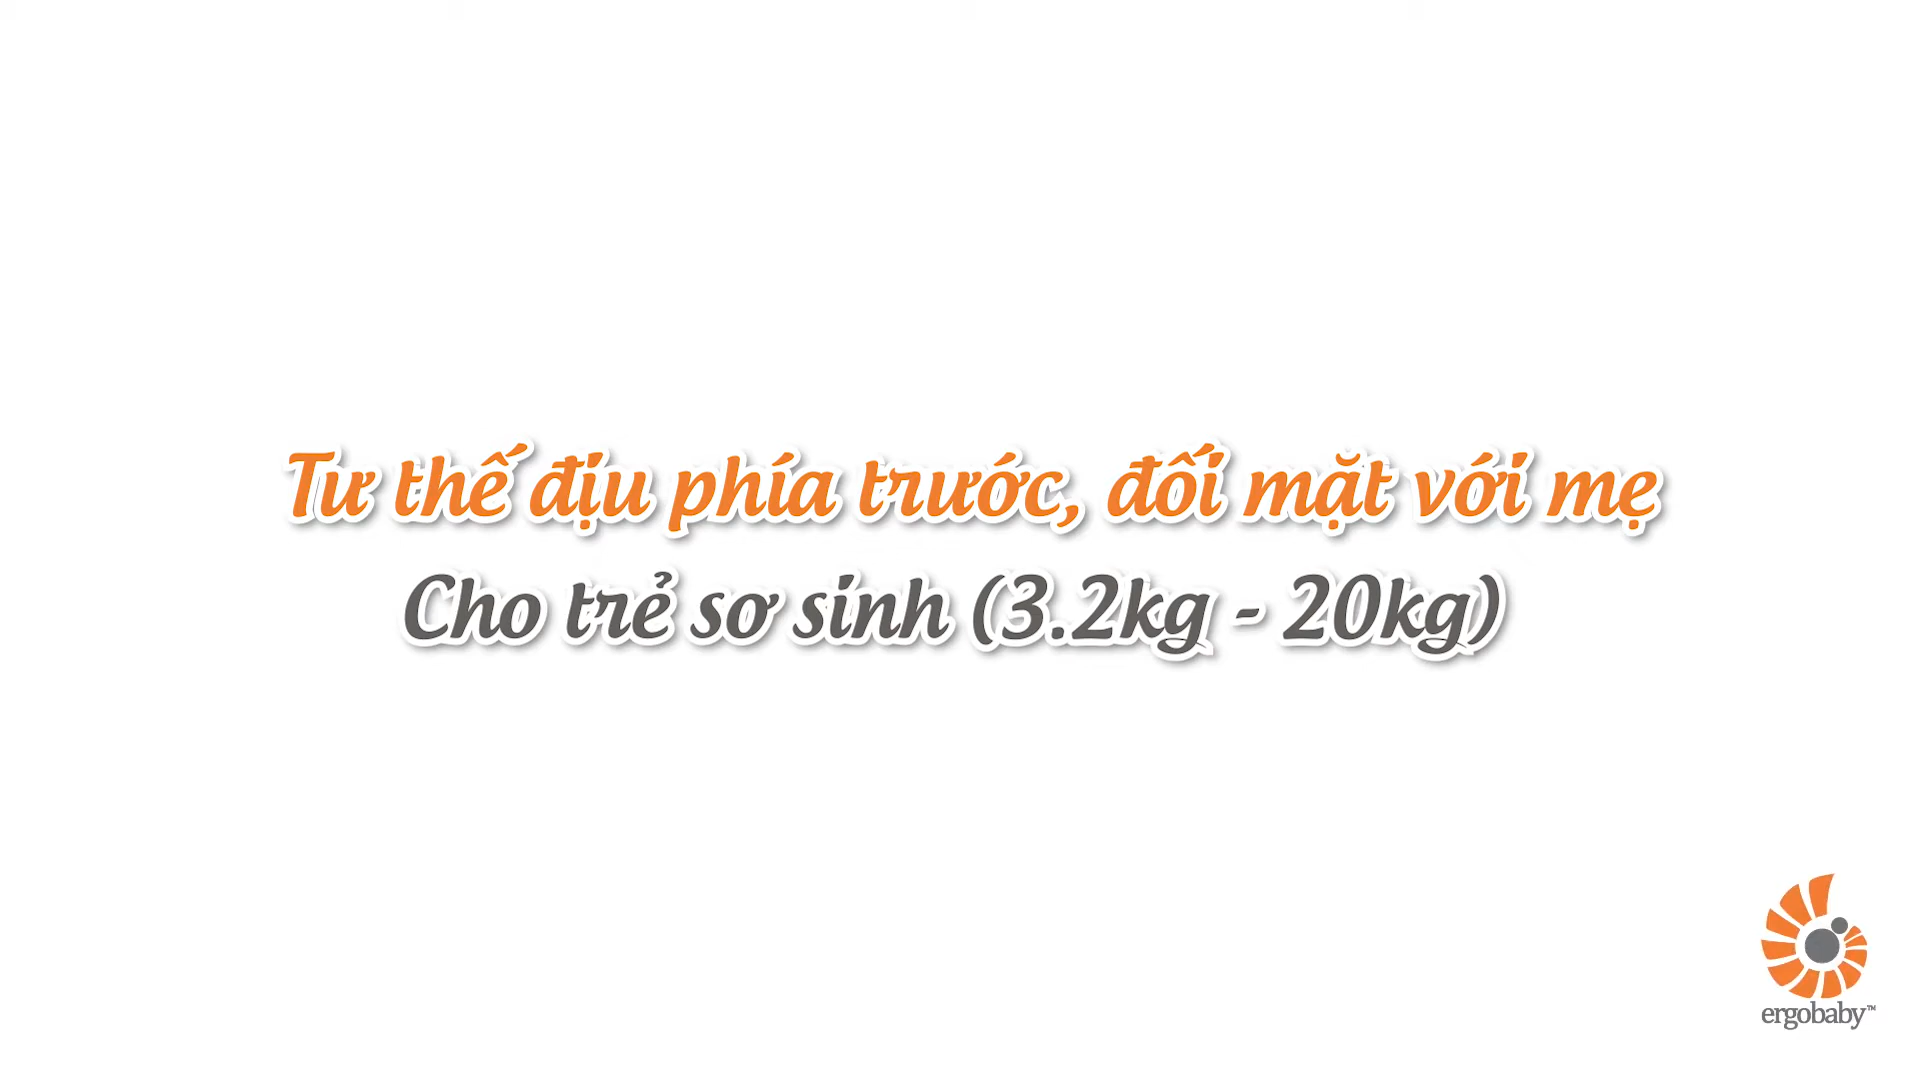 Tư thế địu phía trước, đối mặt với mẹ
Cho trẻ sơ sinh (3.2kg - 20kg)
ergobaby™